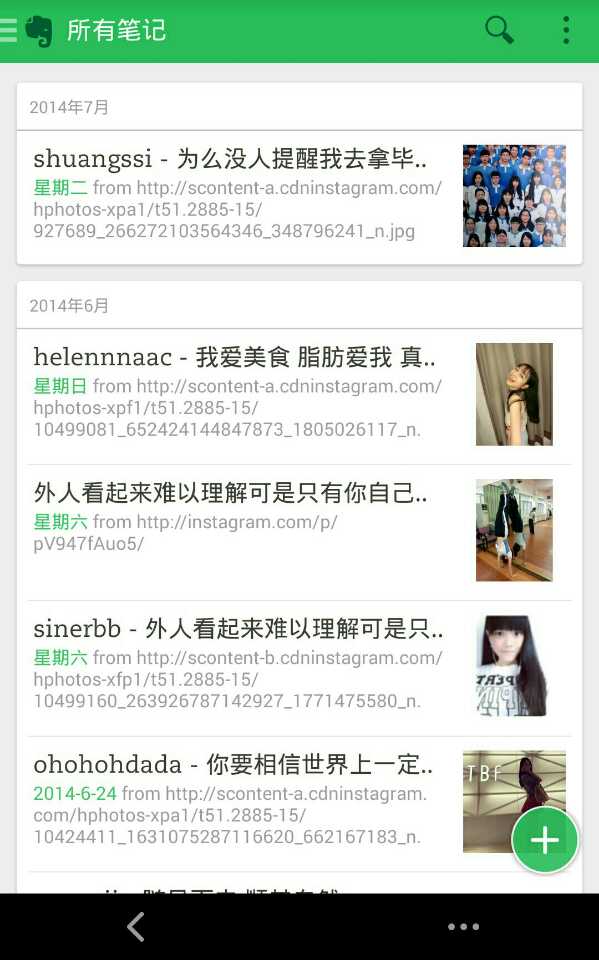 所有笔记
2014年7月
shuangssi - 为么没人提醒我去拿毕..
星期二 from http://scontent-a.cdninstagram.com/
hphotos-xpa1/t51.2885-15/
927689_266272103564346_348796241_n.jpg
2014年6月
helennnaac - 我爱美食 脂肪爱我 真..
星期日 from http://scontent-a.cdninstagram.com/
hphotos-xpf1/t51.2885-15/
10499081_652424144847873_1805026117_n.
外人看起来难以理解可是只有你自己..
星期六 from http://instagram.com/p/
pV947fAuo5/
sinerbb - 外人看起来难以理解可是只..
星期六 from http://scontent-b.cdninstagram.com/
hphotos-xfp1/t51.2885-15/
10499160_263926787142927_1771475580_n.
ohohohdada - 你要相信世界上一定..
2014-6-24 from http://scontent-a.cdninstagram.
com/hphotos-xpa1/t51.2885-15/
10424411_1631075287116620_662167183_n.
TBF